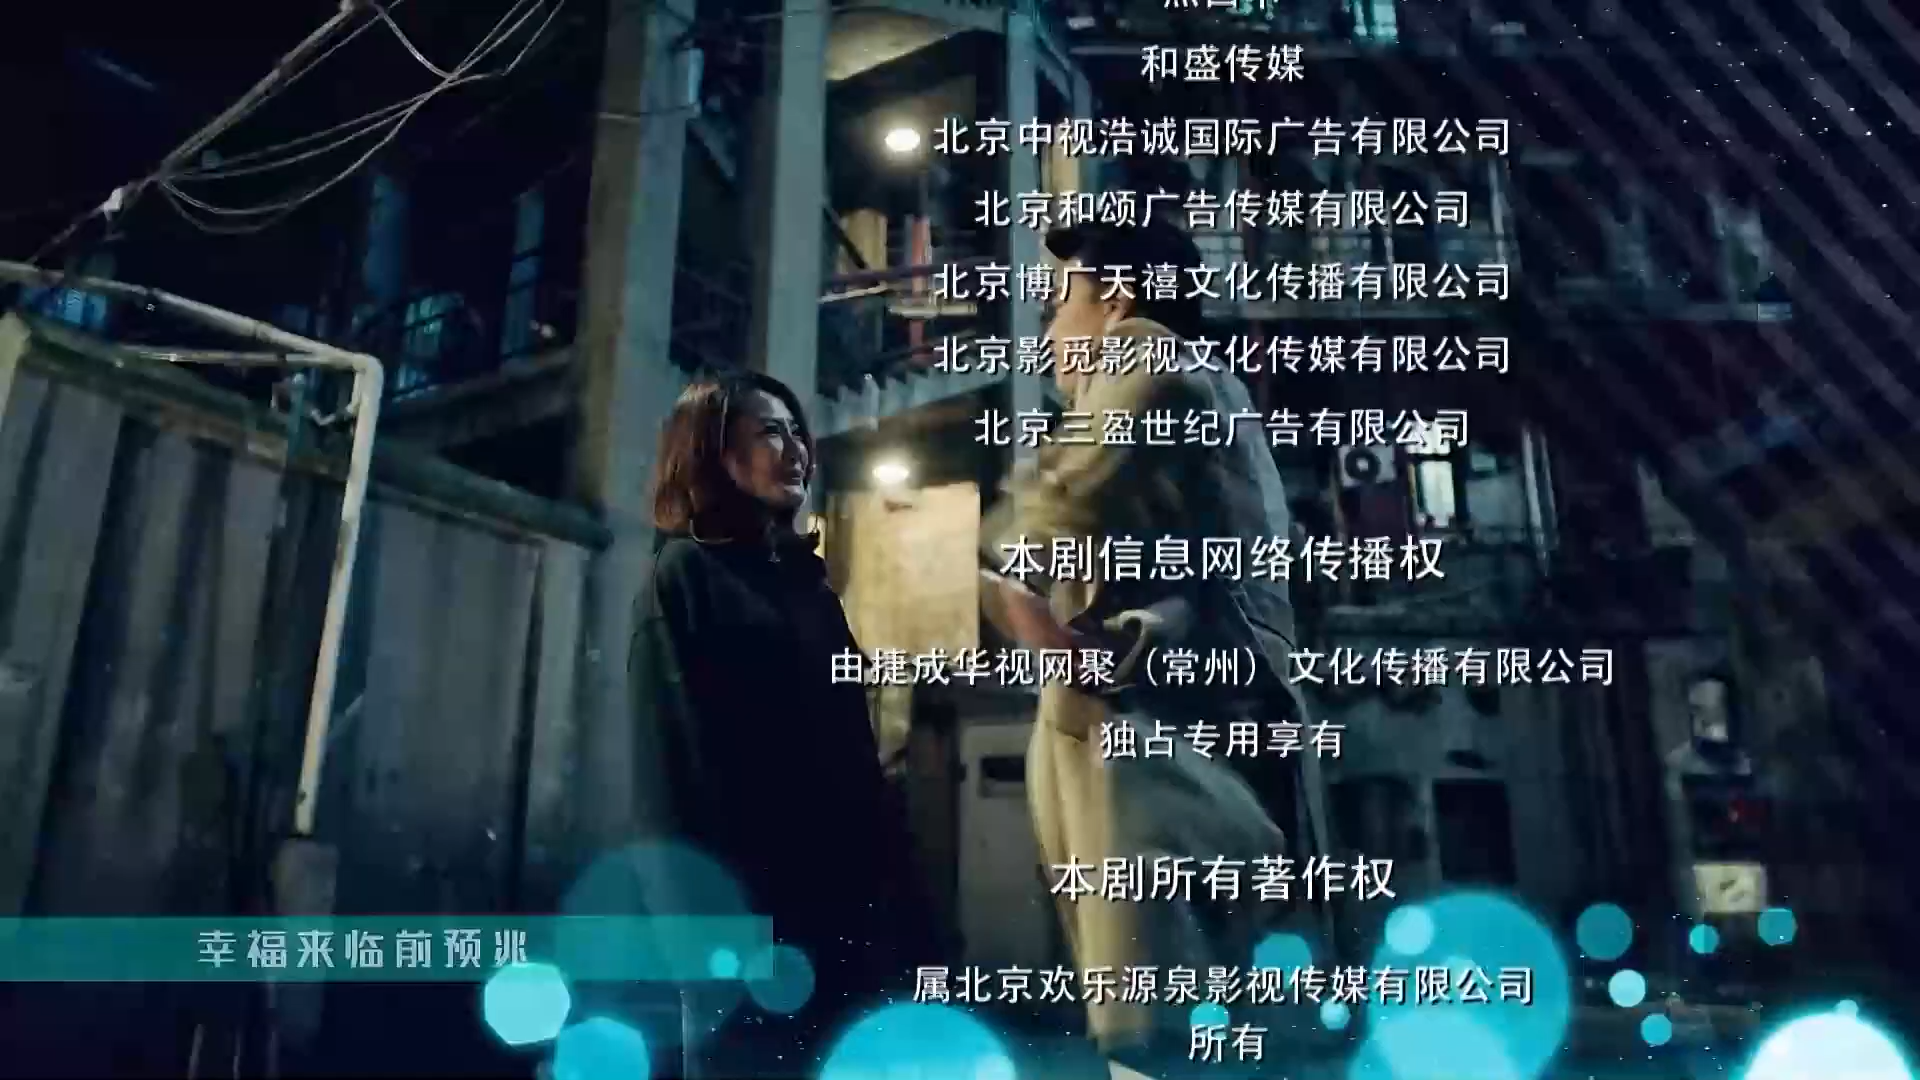 和盛传媒
北京中视浩诚国际广告有限公司
北京和颂广告传媒有限公司
北京博广天禧文化传播有限公司
北京影觅影视文化传媒有限公司
北京三盈世纪广告有限公司
本剧信息网络传播权
由捷成华视网聚（常州）文化传播有限公司
独占专用享有
本剧所有著作权
属北京欢乐源泉影视传媒有限公司
所有
幸福来临前预兆